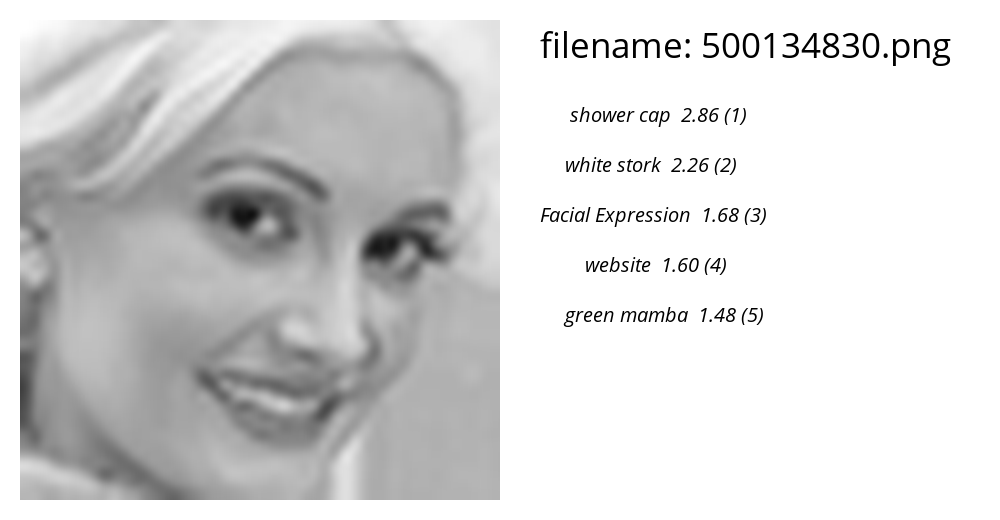 filename: 500134830.png
shower cap 2.86 (1)
white stork 2.26 (2)
Facial Expression 1.68 (3)
website 1.60 (4)
green mamba 1.48 (5)